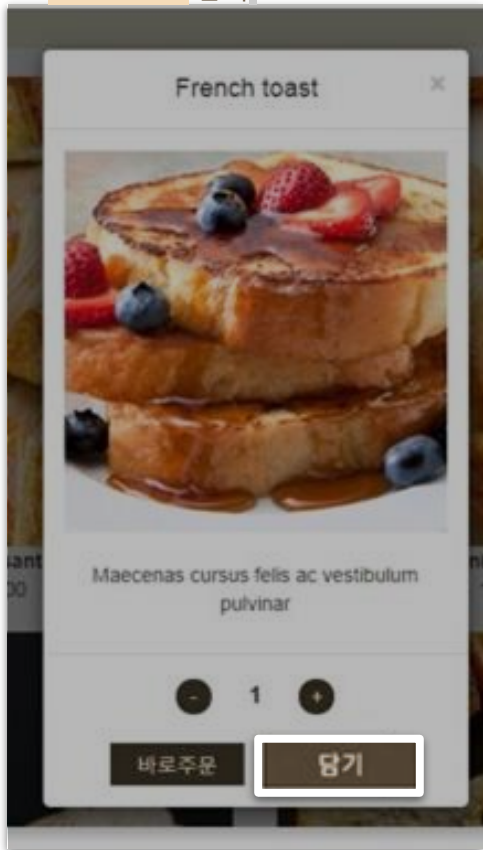 French toast ×
Maecenas cursus felis ac vestibulum
pulvinar
- 1 +
바로주문 담기